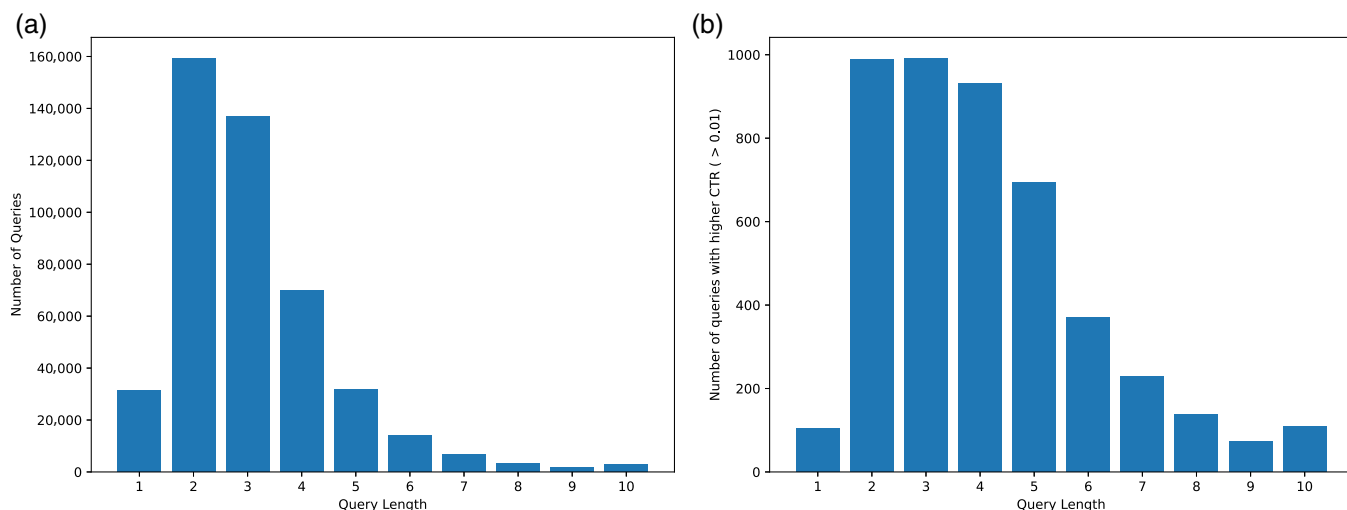 (a)
160,000
140,000
120,000
100,000
80,000
60,000
40,000
20,000
0
Number of Queries
1 2 3 4 5 6 7 8 9 10
Query Length
(b)
1000
800
600
400
200
0
Number of queries with higher CTR ( > 0.01)
1 2 3 4 5 6 7 8 9 10
Query Length